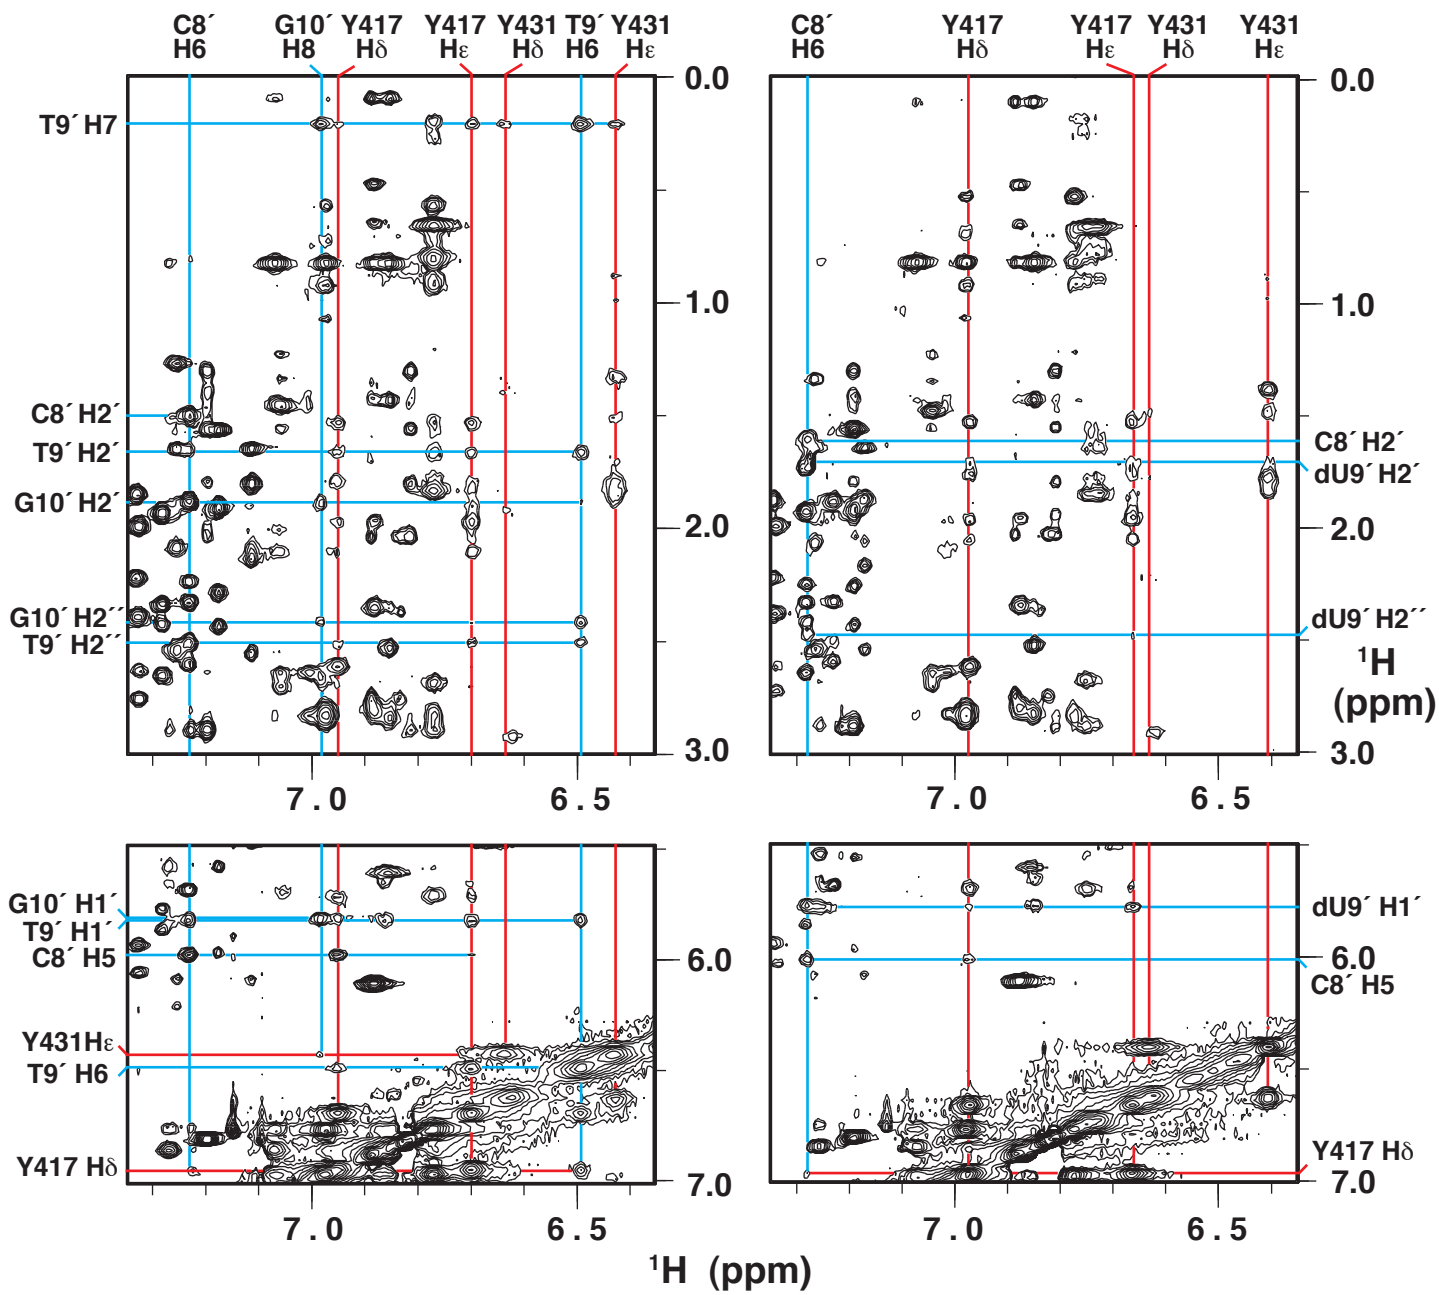 C8´ G10´ Y417 Y417 Y431 T9´ Y431
H6 H8 Hδ Hε Hδ H6 Hε
C8´ Y417 Y417 Y431 Y431
H6 Hδ Hε Hδ Hε
0.0
T9´ H7
1.0
C8´ H2´
T9´ H2´
G10´ H2´
2.0
G10´ H2´´
T9´ H2´´
3.0
7.0 6.5
0.0
1.0
C8´ H2´
dU9´ H2´
2.0
dU9´ H2´´
¹H
(ppm)
3.0
7.0 6.5
G10´ H1´
T9´ H1´
C8´ H5
6.0
Y431Hε
T9´ H6
Y417 Hδ
7.0
7.0 6.5
dU9´ H1´
6.0
C8´ H5
Y417 Hδ
7.0
7.0 6.5
¹H (ppm)